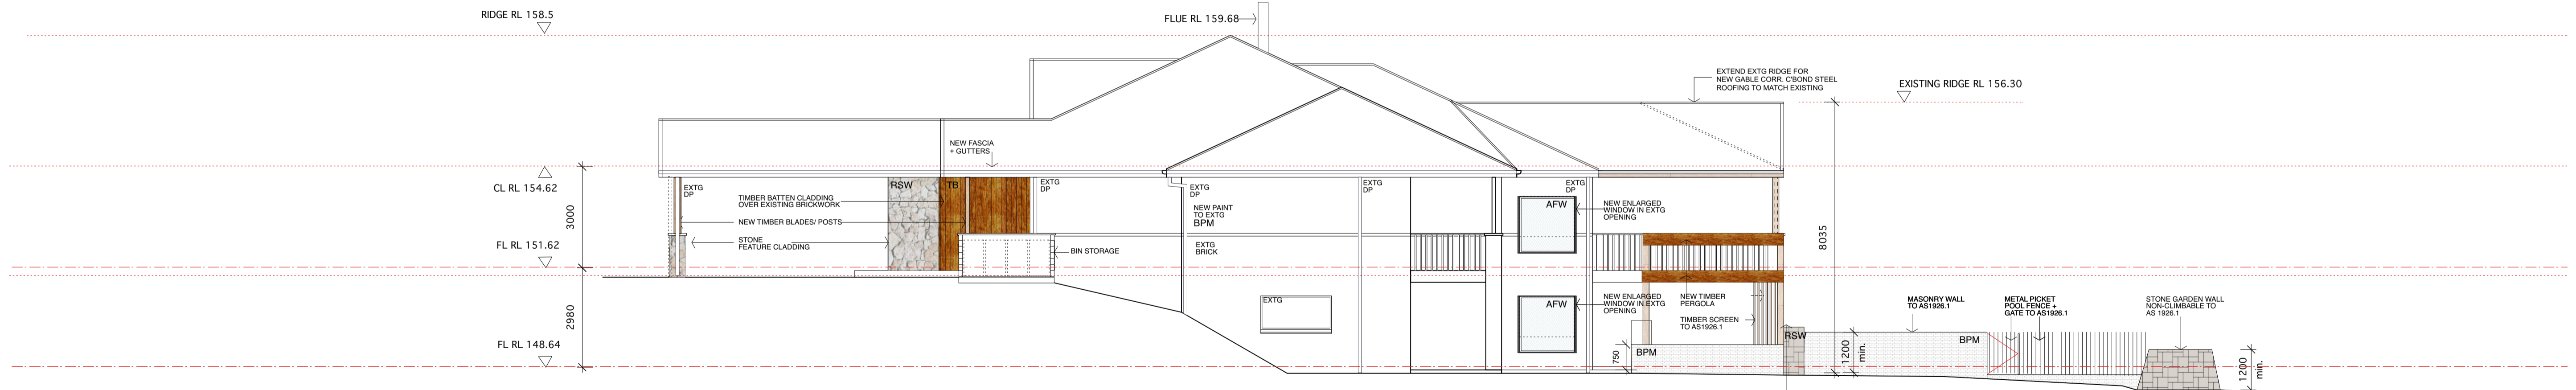 RIDGE RL 158.5
FLUE RL 159.68
EXTEND EXTG RIDGE FOR
NEW GABLE CORR. C'BOND STEEL
ROOFING TO MATCH EXISTING
EXISTING RIDGE RL 156.30
NEW FASCIA
+ GUTTERS
CL RL 154.62
3000
FL RL 151.62
2980
FL RL 148.64
EXTG
DP
TIMBER BATTEN CLADDING
OVER EXISTING BRICKWORK
NEW TIMBER BLADES/ POSTS
STONE
FEATURE CLADDING
RSW
TB
EXTG
DP
BIN STORAGE
EXTG
DP
NEW PAINT
TO EXTG
BPM
EXTG
BRICK
EXTG
EXTG
DP
AFW
EXTG
DP
NEW ENLARGED
WINDOW IN EXTG
OPENING
AFW
NEW ENLARGED
WINDOW IN EXTG
OPENING
NEW TIMBER
PERGOLA
TIMBER SCREEN
TO AS1926.1
750
BPM
8035
RSW
1200
min.
MASONRY WALL
TO AS1926.1
BPM
METAL PICKET
POOL FENCE +
GATE TO AS1926.1
STONE GARDEN WALL
NON-CLIMBABLE TO
AS 1926.1
1200
min.